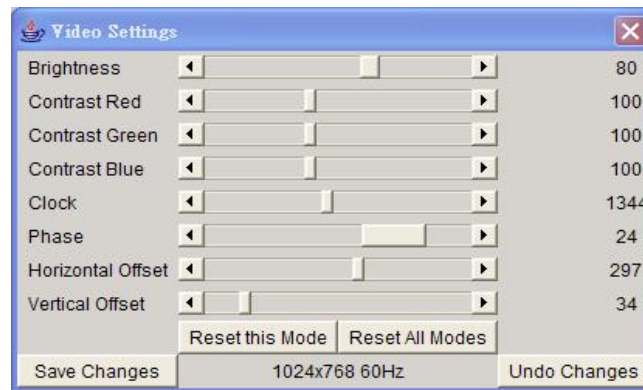 Video Settings
Brightness 80
Contrast Red 100
Contrast Green 100
Contrast Blue 100
Clock 1344
Phase 24
Horizontal Offset 297
Vertical Offset 34
Reset this Mode Reset All Modes
Save Changes 1024x768 60Hz Undo Changes